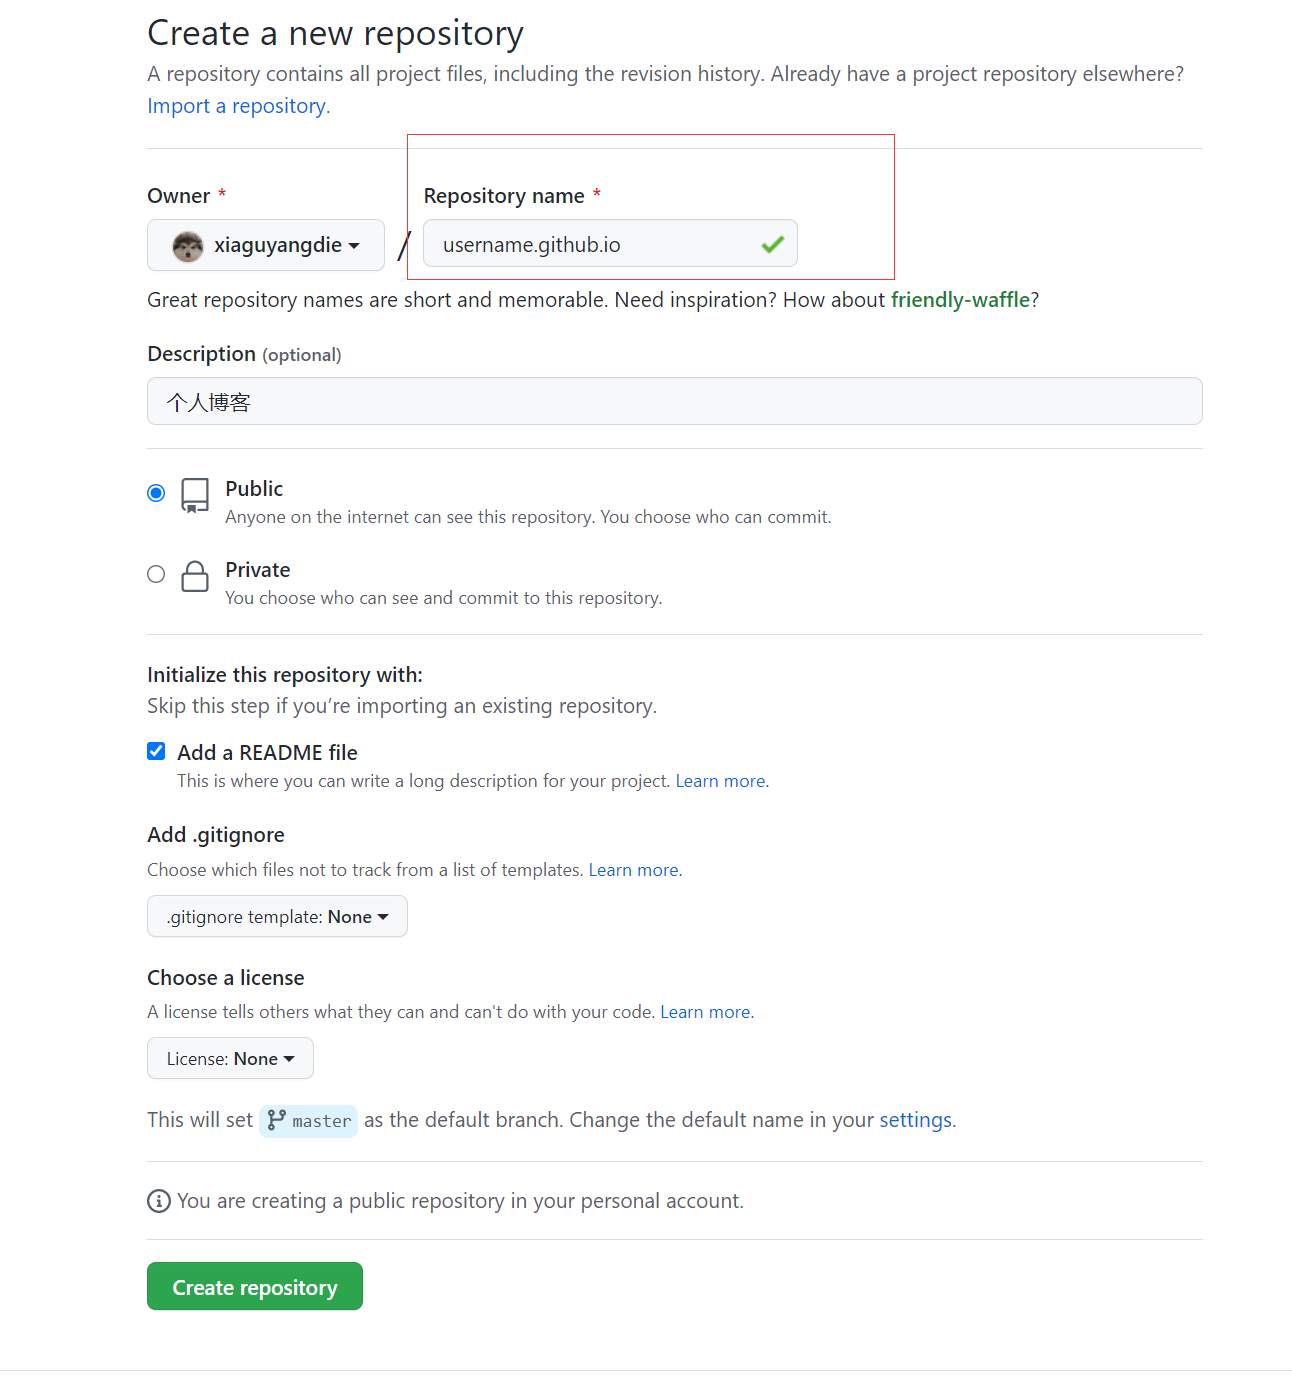 Create a new repository
A repository contains all project files, including the revision history. Already have a project repository elsewhere?
Import a repository.
Owner * Repository name *
xiaguyangdie / username.github.io
Great repository names are short and memorable. Need inspiration? How about friendly-waffle?
Description (optional)
个人博客
Public
Anyone on the internet can see this repository. You choose who can commit.
Private
You choose who can see and commit to this repository.
Initialize this repository with:
Skip this step if you’re importing an existing repository.
Add a README file
This is where you can write a long description for your project. Learn more.
Add .gitignore
Choose which files not to track from a list of templates. Learn more.
.gitignore template: None
Choose a license
A license tells others what they can and can't do with your code. Learn more.
License: None
This will set master as the default branch. Change the default name in your settings.
You are creating a public repository in your personal account.
Create repository